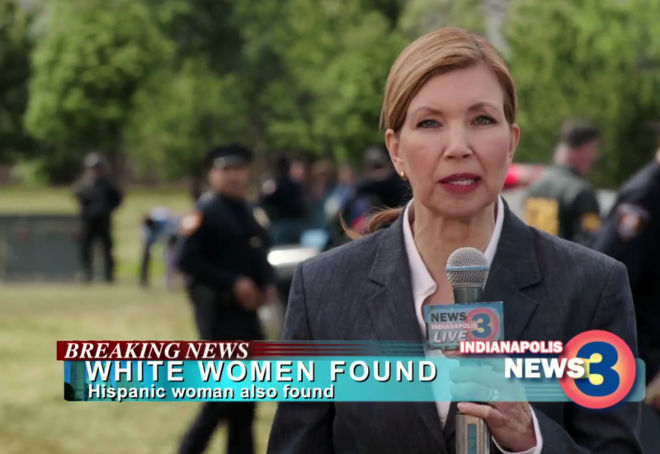 NEWS 3
INDIANAPOLIS
LIVE
BREAKING NEWS
WHITE WOMEN FOUND
Hispanic woman also found
INDIANAPOLIS
NEWS 3